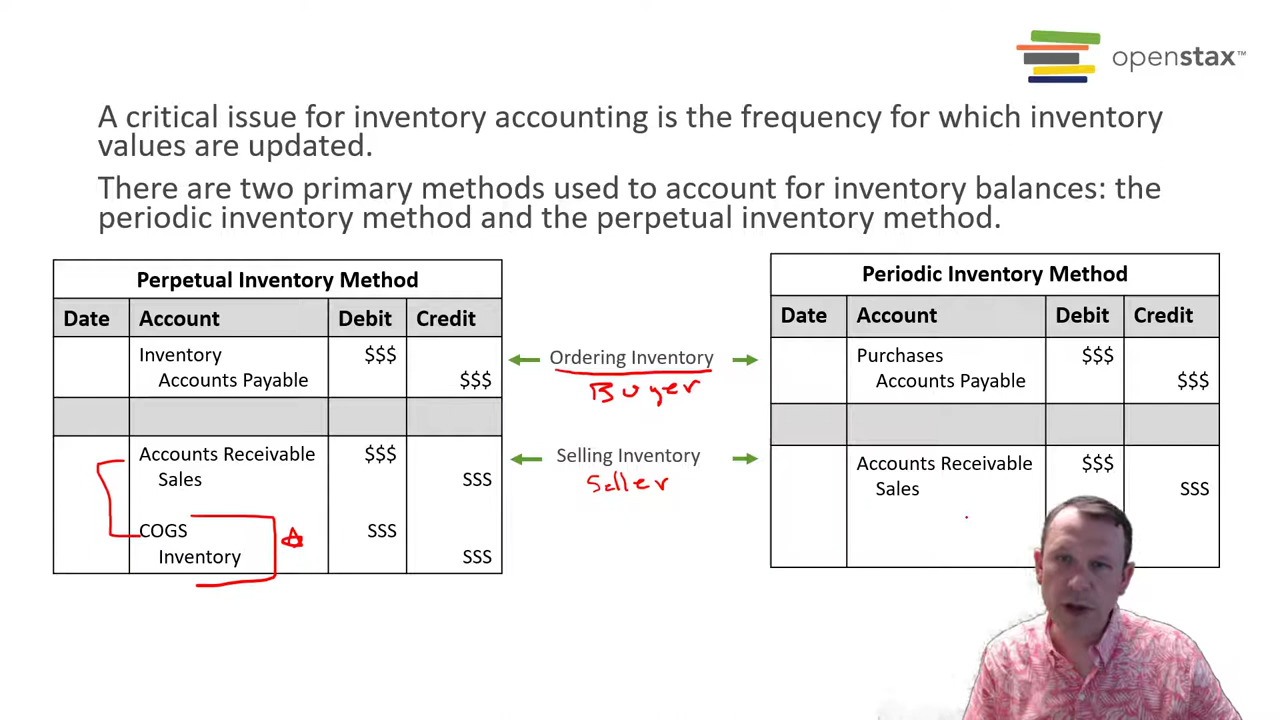 openstax™
A critical issue for inventory accounting is the frequency for which inventory
values are updated.
There are two primary methods used to account for inventory balances: the
periodic inventory method and the perpetual inventory method.
Perpetual Inventory Method
Date Account Debit Credit
Inventory $$$
Accounts Payable $$$
Accounts Receivable $$$
Sales SSS
COGS SSS
Inventory SSS
Ordering Inventory
Buyer
Selling Inventory
Seller
Periodic Inventory Method
Date Account Debit Credit
Purchases $$$
Accounts Payable $$$
Accounts Receivable $$$
Sales SSS